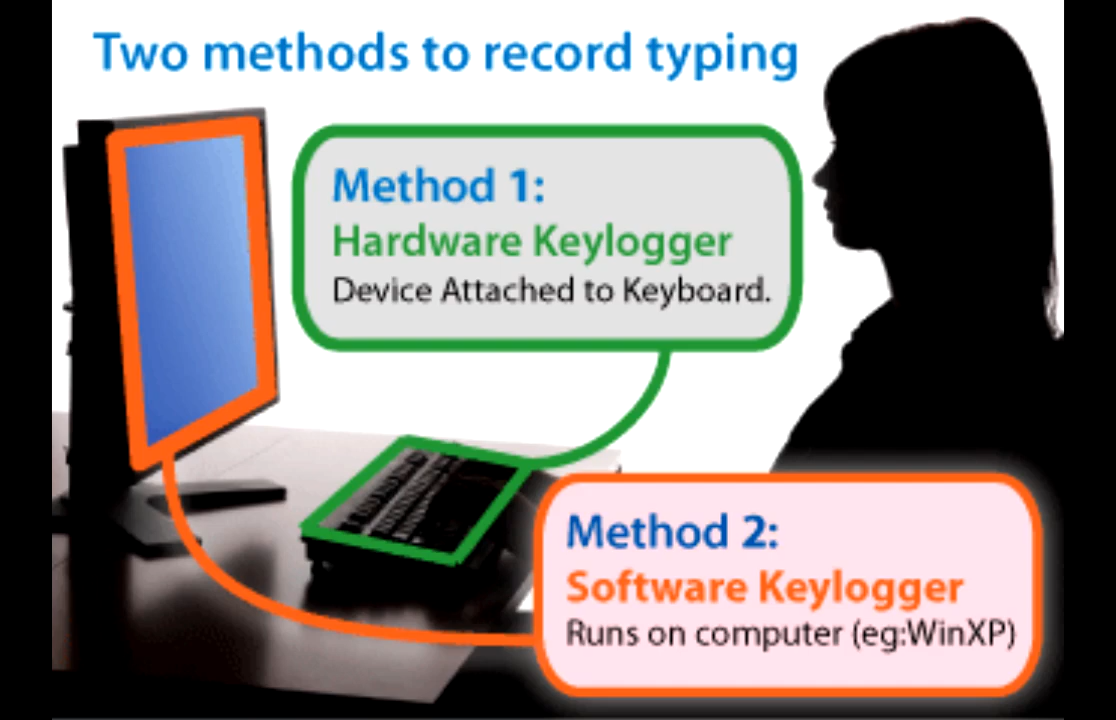 Two methods to record typing
Method 1:
Hardware Keylogger
Device Attached to Keyboard.
Method 2:
Software Keylogger
Runs on computer (eg:WinXP)